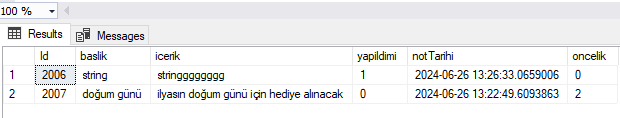 100 %
Results Messages
Id baslik icerik yapildimi notTarihi oncelik
1 2006 string stringgggggggg 1 2024-06-26 13:26:33.0659006 0
2 2007 doğum günü ilyasın doğum günü için hediye alınacak 0 2024-06-26 13:22:49.6093863 2